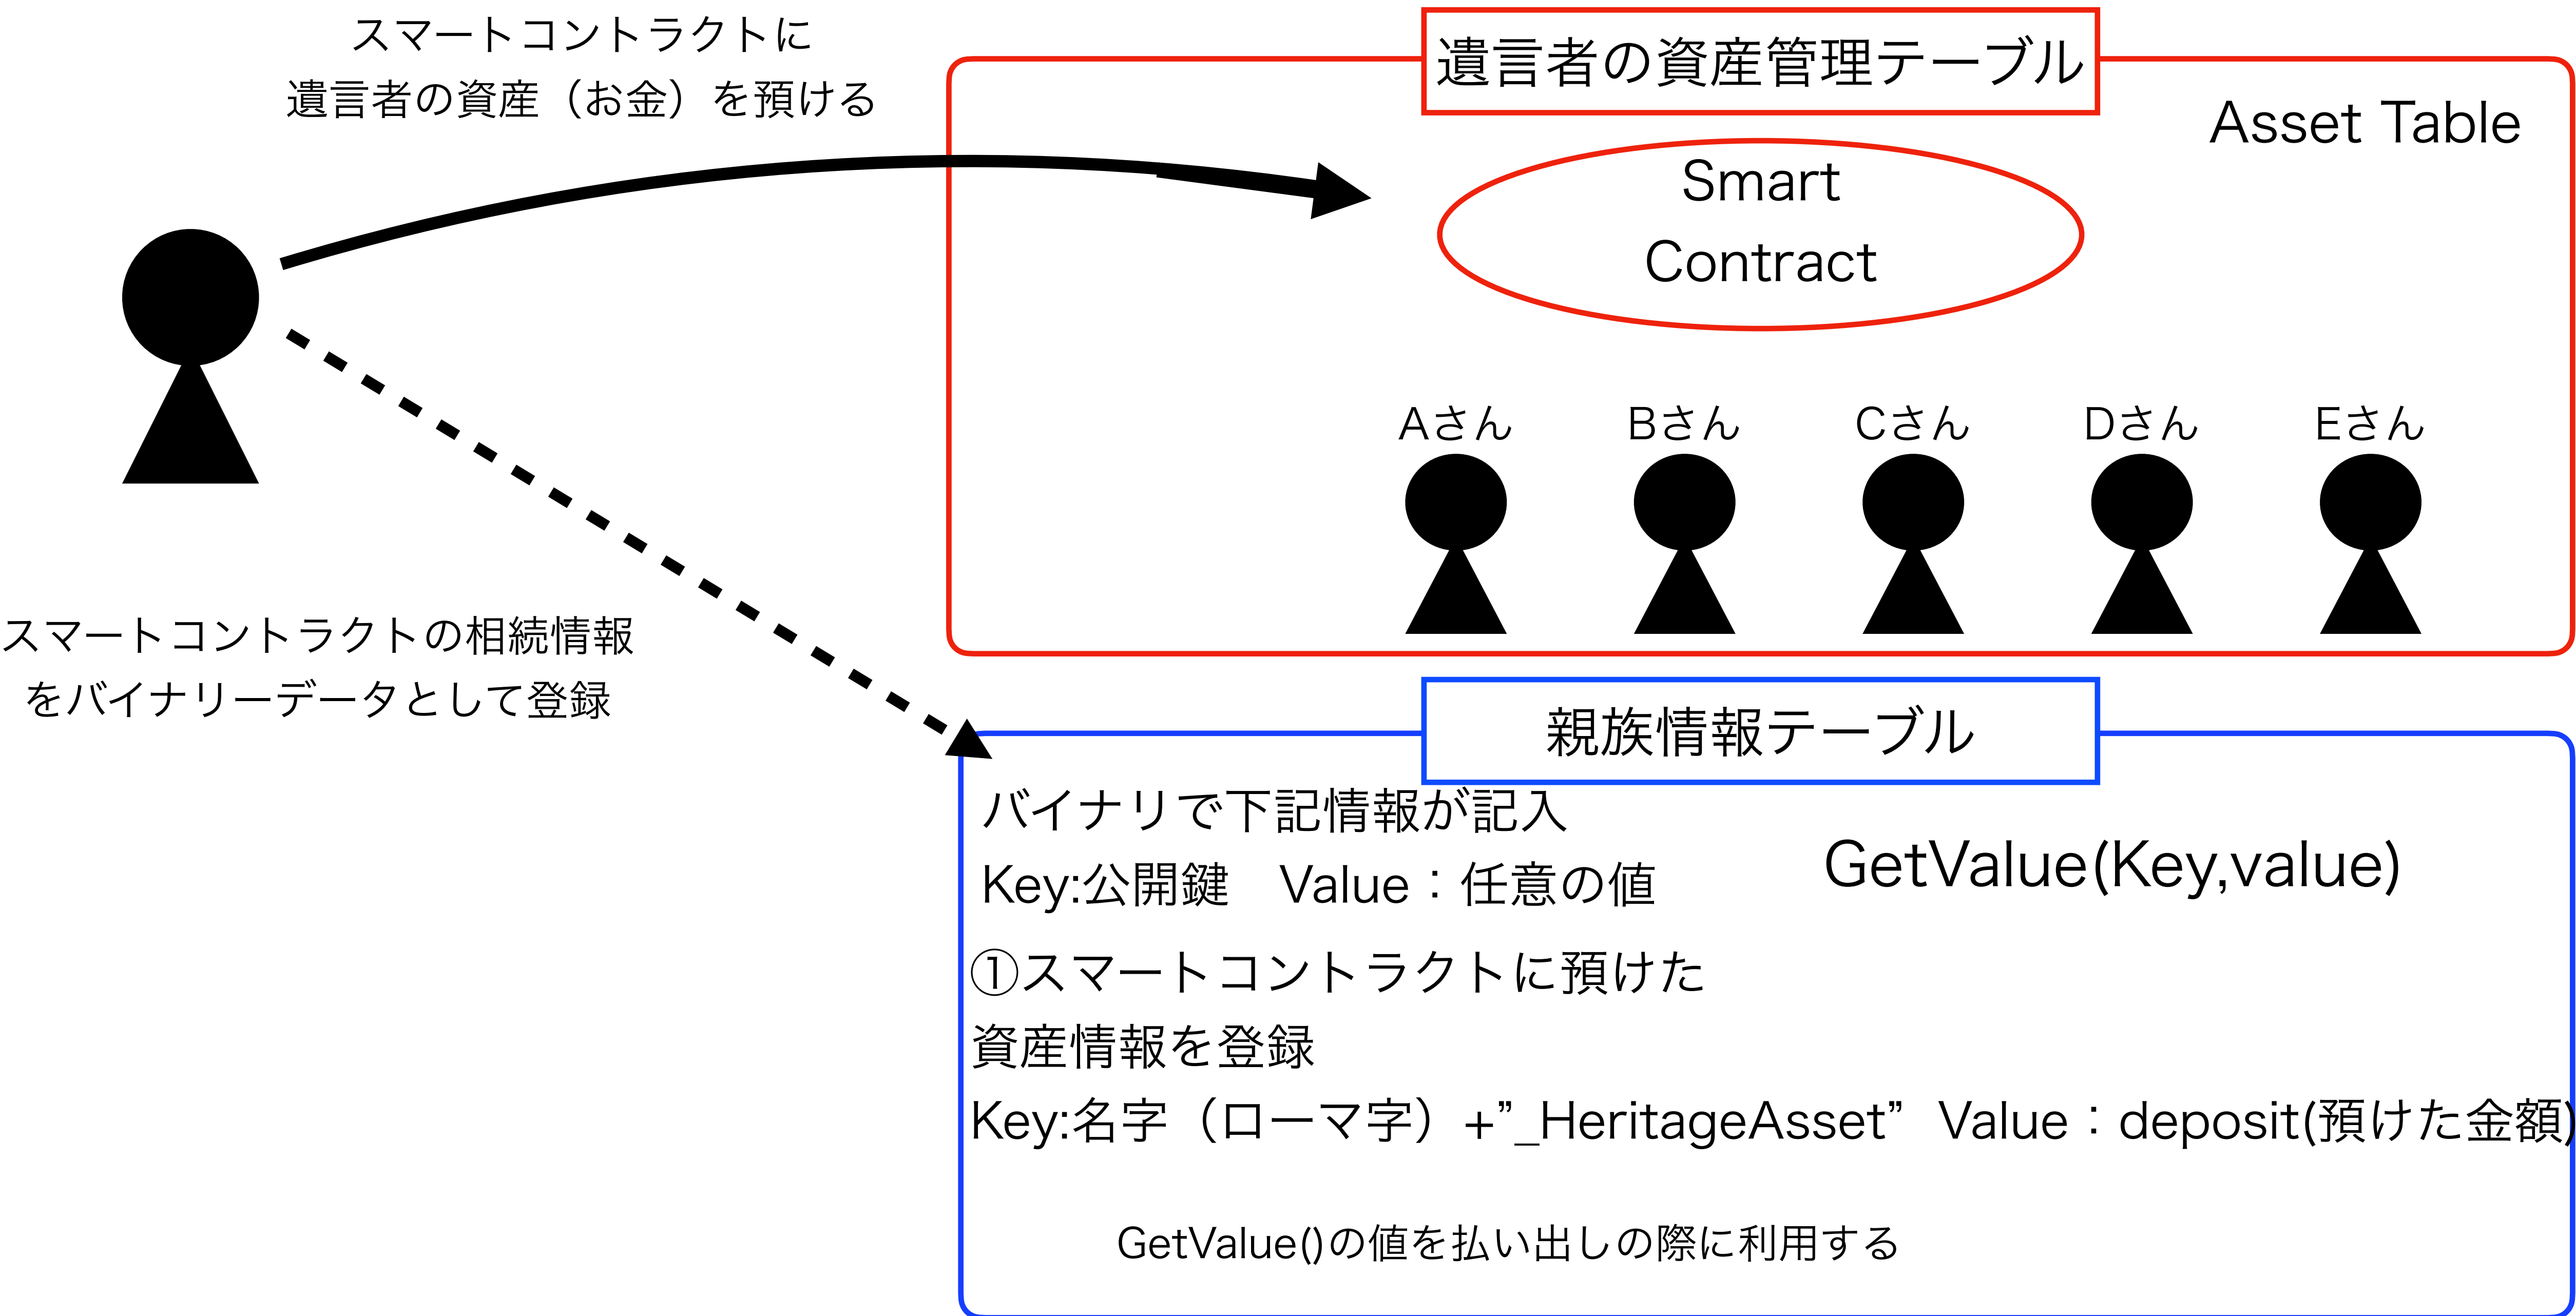 スマートコントラクトに
遺言者の資産（お金）を預ける
遺言者の資産管理テーブル
Asset Table
Smart
Contract
Aさん
Bさん
Cさん
Dさん
Eさん
スマートコントラクトの相続情報
をバイナリーデータとして登録
親族情報テーブル
バイナリで下記情報が記入
Key:公開鍵　Value：任意の値
GetValue(Key,value)
①スマートコントラクトに預けた
資産情報を登録
Key:名字（ローマ字）+”_HeritageAsset”  Value：deposit(預けた金額)
GetValue()の値を払い出しの際に利用する